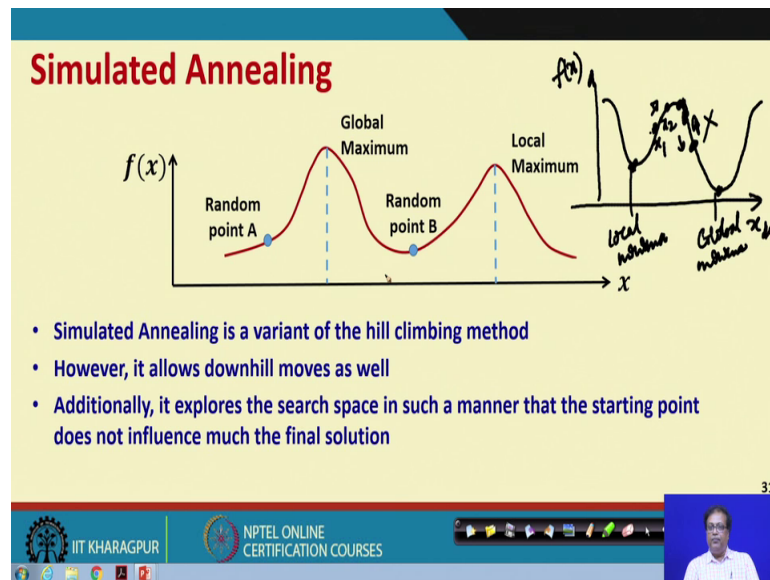 Simulated Annealing
f(x)
Global
Maximum
Local
Maximum
f(x)
Random
point A
Random
point B
x
x1
x2
Local
minima
Global
minima
x
• Simulated Annealing is a variant of the hill climbing method
• However, it allows downhill moves as well
• Additionally, it explores the search space in such a manner that the starting point
does not influence much the final solution
IIT KHARAGPUR
NPTEL ONLINE
CERTIFICATION COURSES